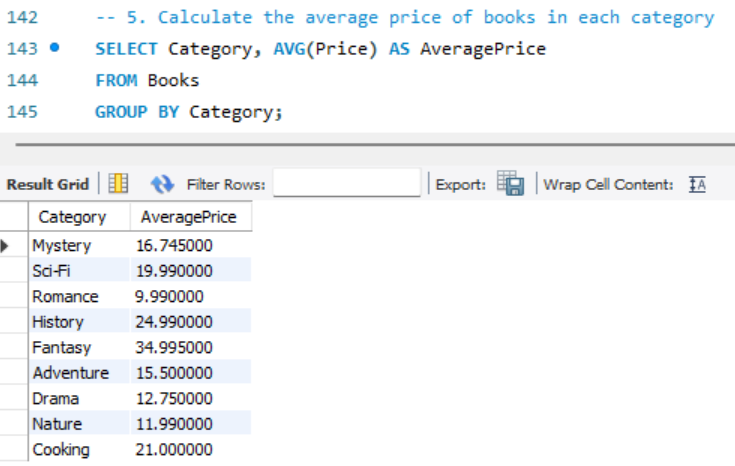 142 -- 5. Calculate the average price of books in each category
143 SELECT Category, AVG(Price) AS AveragePrice
144 FROM Books
145 GROUP BY Category;
Result Grid Filter Rows: Export: Wrap Cell Content: IA
Category AveragePrice
Mystery 16.745000
Sci-Fi 19.990000
Romance 9.990000
History 24.990000
Fantasy 34.995000
Adventure 15.500000
Drama 12.750000
Nature 11.990000
Cooking 21.000000